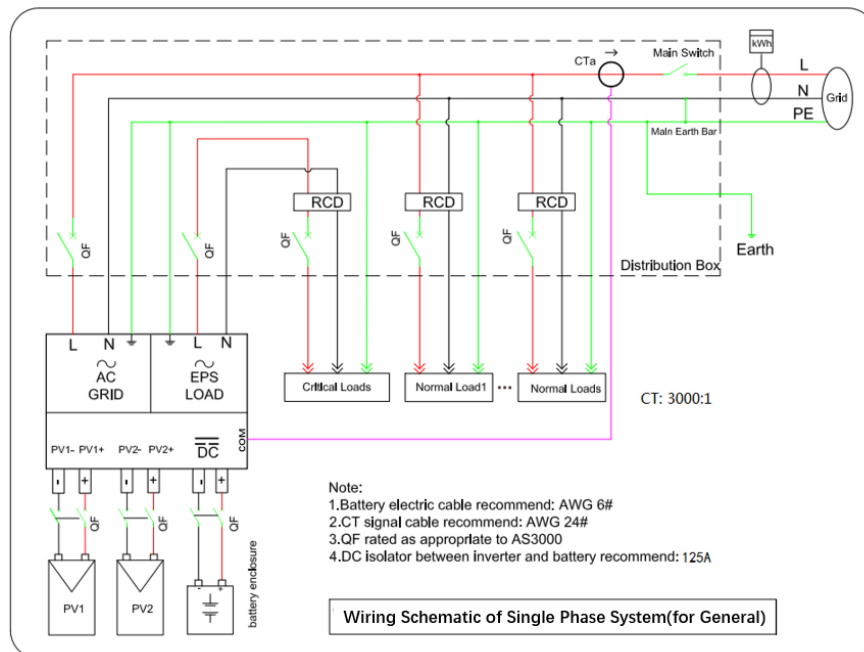 kWh
Main Switch
CTa
→
L
N
PE
Grid
Main Earth Bar
RCD
RCD
RCD
QF
QF
QF
QF
QF
Earth
Distribution Box
L
N
L
N
AC
GRID
EPS
LOAD
Critical Loads
Normal Load1
•••
Normal Loads
CT: 3000:1
PV1-
PV1+
PV2-
PV2+
DC
COM
-
+
-
+
-
+
QF
QF
QF
PV1
PV2
-
+
battery enclosure
Note:
1.Battery electric cable recommend: AWG 6#
2.CT signal cable recommend: AWG 24#
3.QF rated as appropriate to AS3000
4.DC isolator between inverter and battery recommend: 125A
Wiring Schematic of Single Phase System(for General)